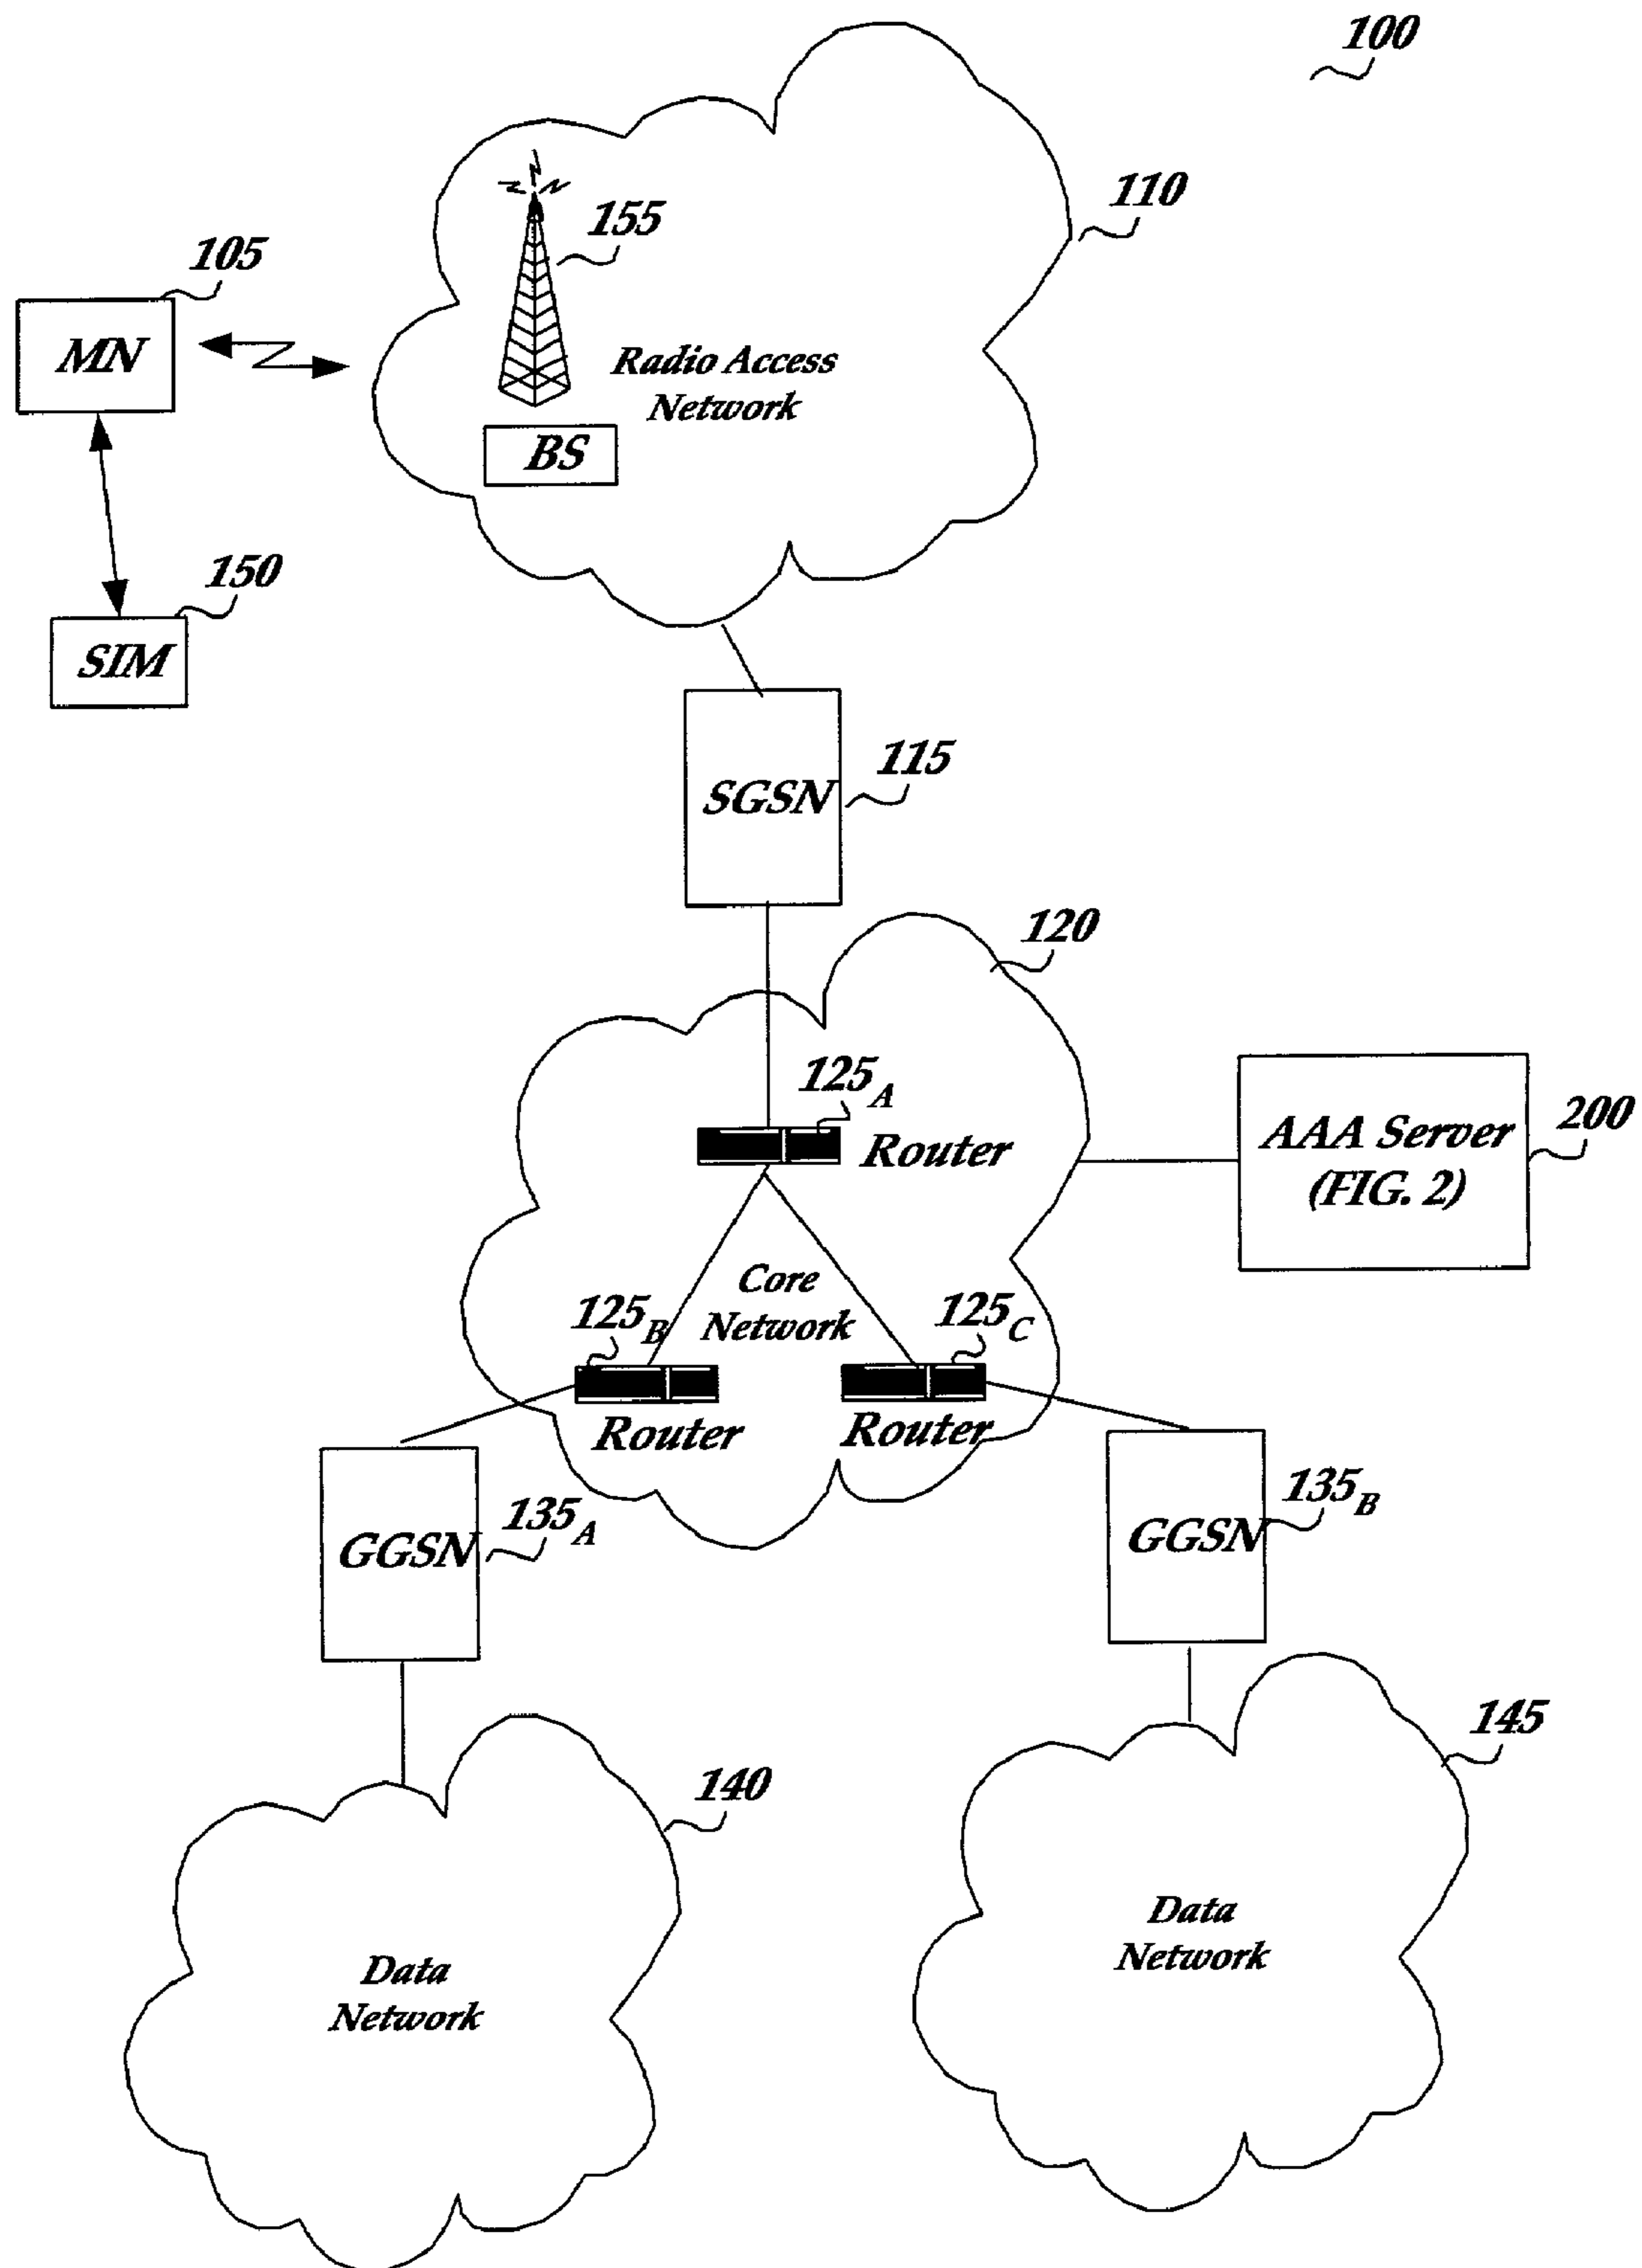 100
110
155
105
MN
Radio Access
Network
BS
150
SIM
115
SGSN
120
125A
Router
200
AAA Server
(FIG. 2)
Core
Network
125B
125C
Router
Router
135A
GGSN
135B
GGSN
145
140
Data
Network
Data
Network